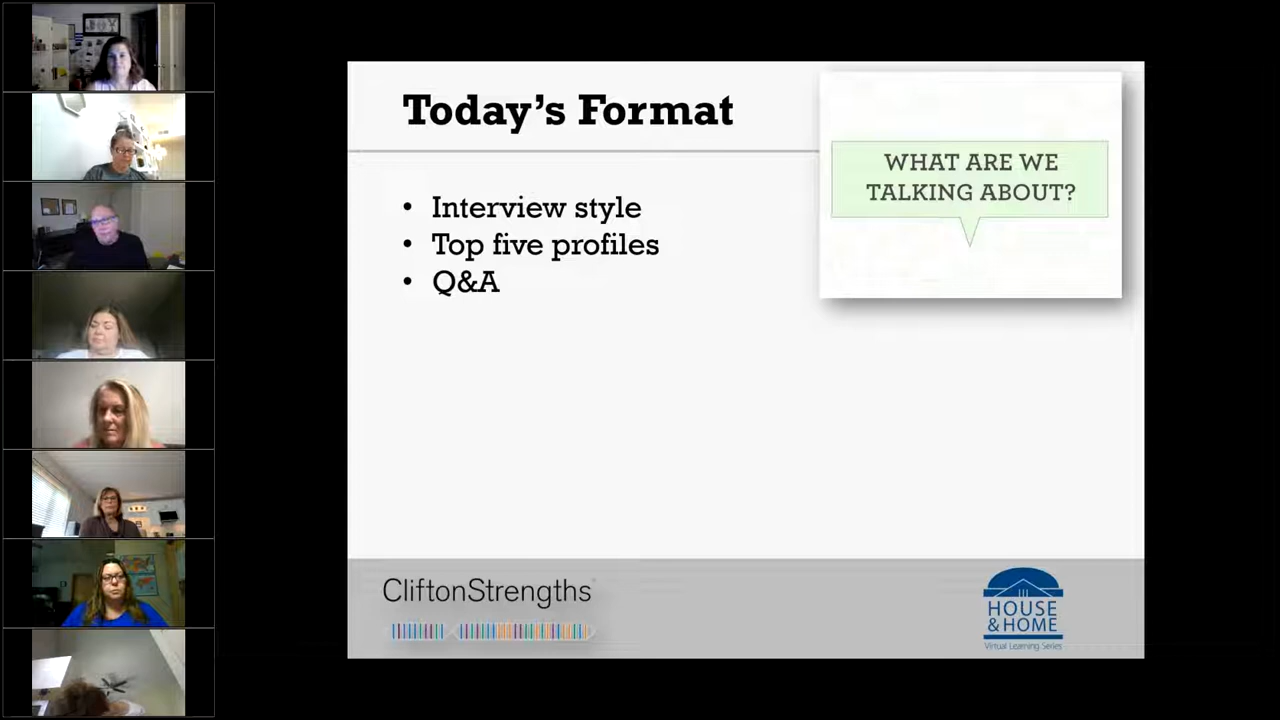 Today's Format
WHAT ARE WE
TALKING ABOUT?
• Interview style
• Top five profiles
• Q&A
CliftonStrengths
HOUSE
& HOME
Virtual Learning Series